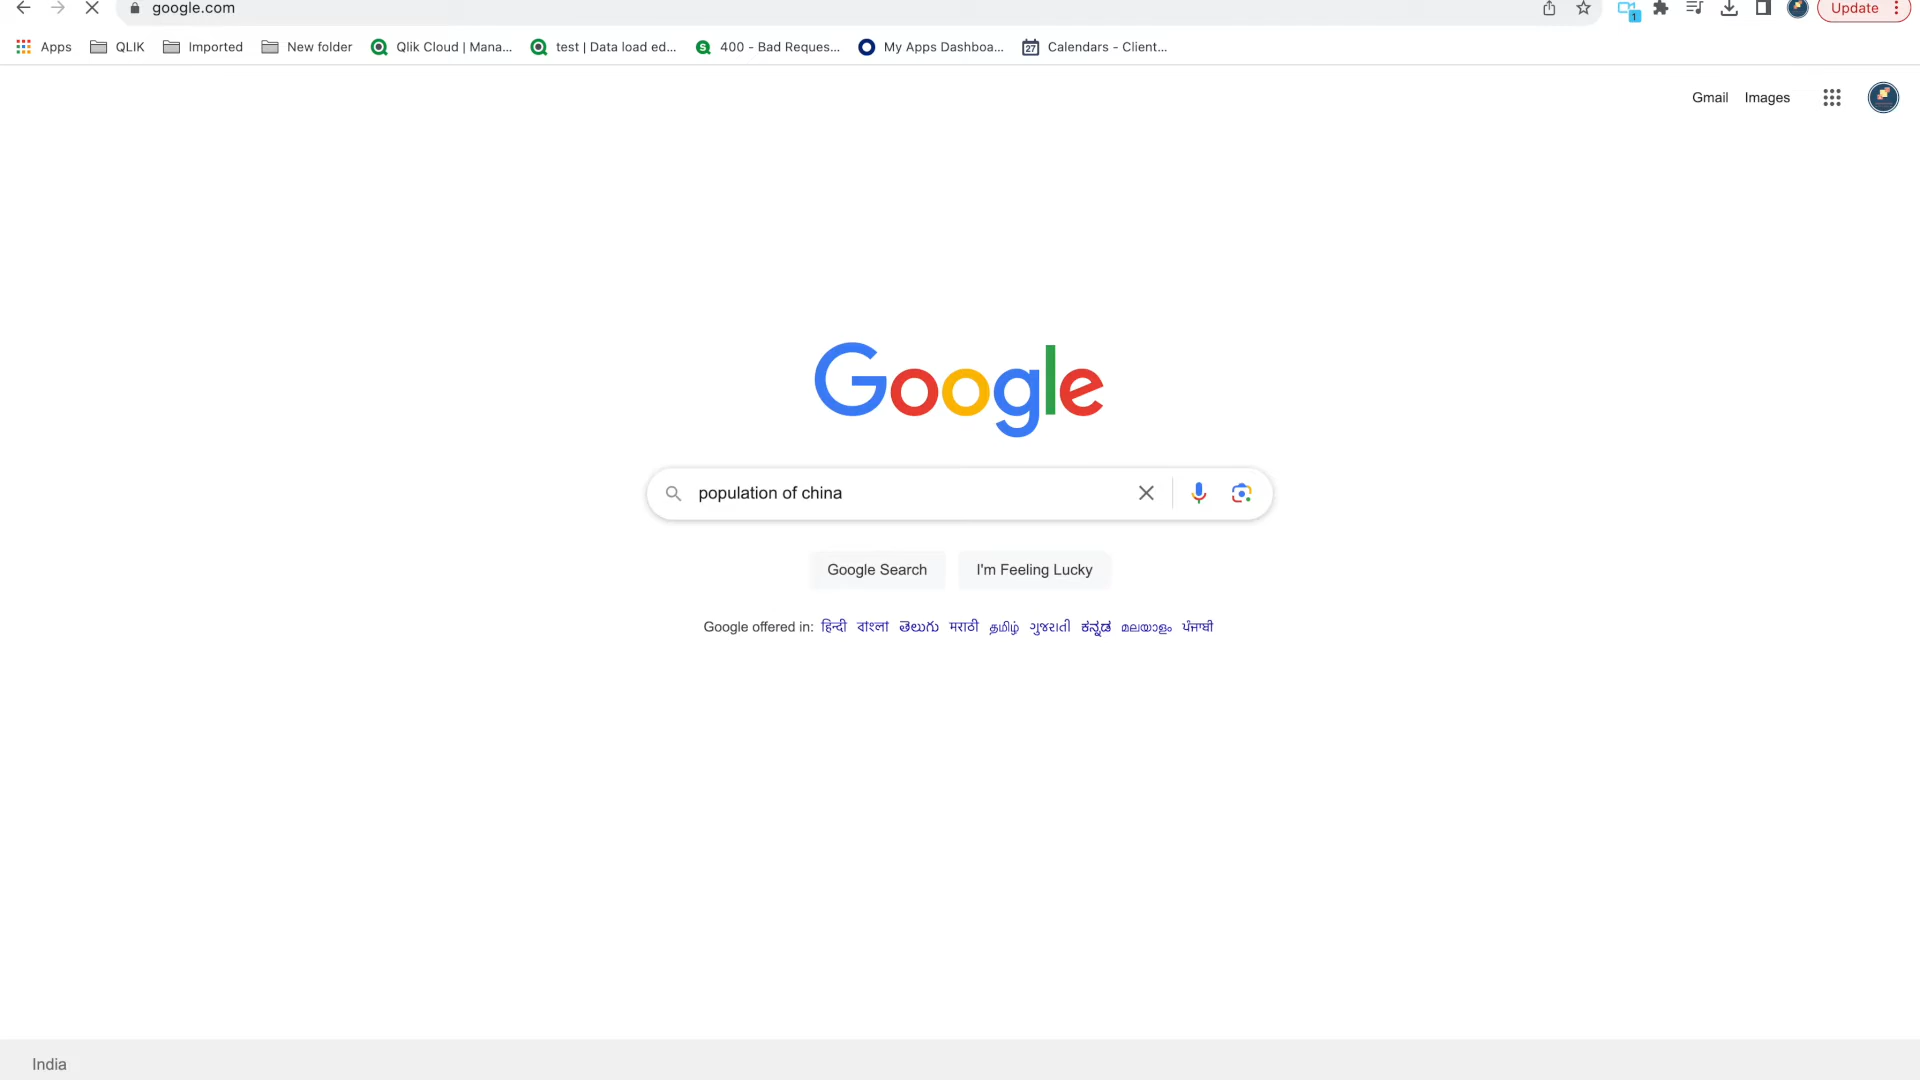 google.com
1
Update
Apps
QLIK
Imported
New folder
Qlik Cloud | Mana...
test | Data load ed...
S
400 - Bad Reques...
My Apps Dashboa...
27
Calendars - Client...
Gmail
Images
Google
population of china
Google Search
I'm Feeling Lucky
Google offered in: हिन्दी বাংলা తెలుగు मराठी தமிழ் ગુજરાતી ಕನ್ನಡ മലയാളം ਪੰਜਾਬੀ
India